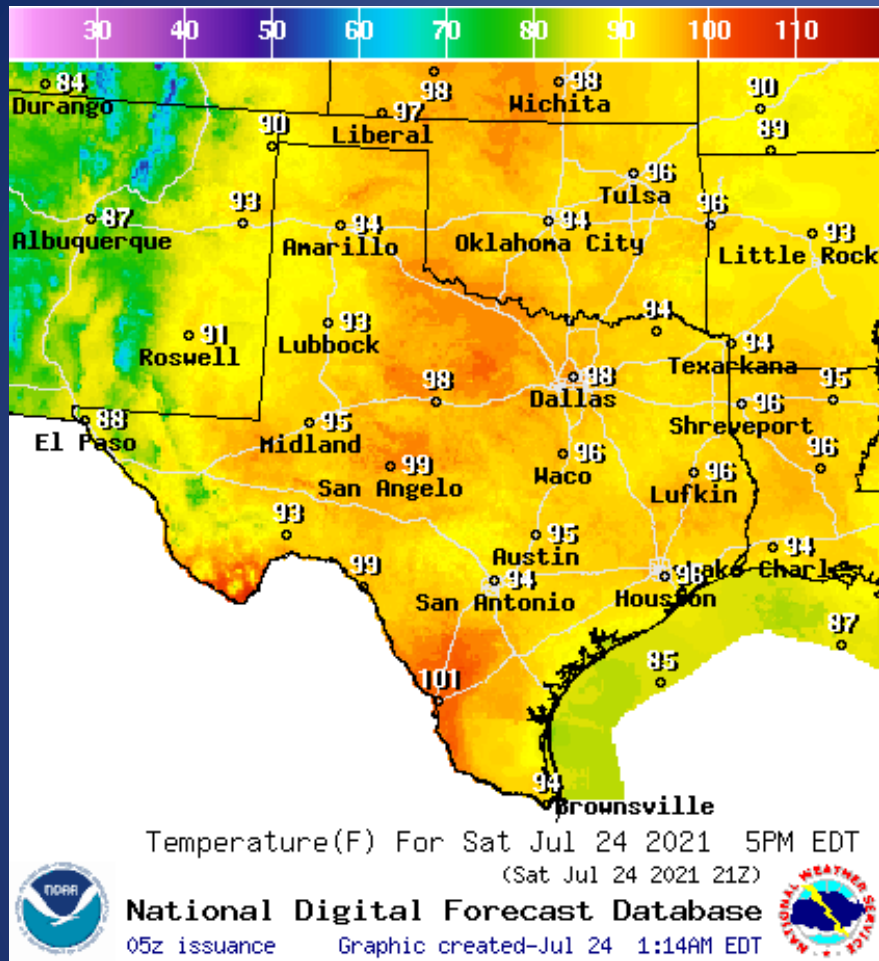 30 40 50 60 70 80 90 100 110
84
Durango
98
98
Wichita
97
Liberal
90
90
89
96
Tulsa
87
Albuquerque
93
94
Amarillo
94
Oklahoma City
96
93
Little Rock
91
Roswell
93
Lubbock
94
94
Texarkana
98
98
Dallas
95
96
Shreveport
88
El Paso
95
Midland
99
San Angelo
96
Waco
96
Lufkin
96
93
99
95
Austin
94
94
San Antonio
Houston
87
85
101
94
Brownsville
Temperature(F) For Sat Jul 24 2021 5PM EDT
(Sat Jul 24 2021 21Z)
NOAA
National Digital Forecast Database
05z issuance Graphic created-Jul 24 1:14AM EDT
NATIONAL WEATHER SERVICE